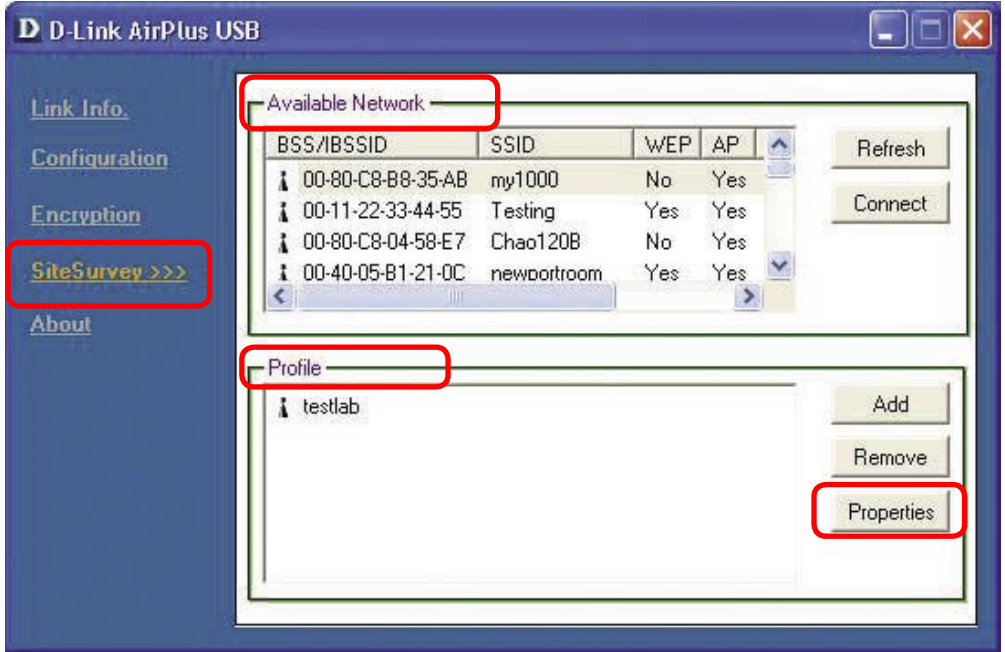 D D-Link AirPlus USB
Link Info.
Configuration
Encryption
SiteSurvey >>>
About
Available Network
BSS/IBSSID SSID WEP AP
00-80-C8-B8-35-AB my1000 No Yes
00-11-22-33-44-55 Testing Yes Yes
00-80-C8-04-58-E7 Chao120B No Yes
00-40-05-B1-21-0C newportroom Yes Yes
Refresh
Connect
Profile
testlab
Add
Remove
Properties